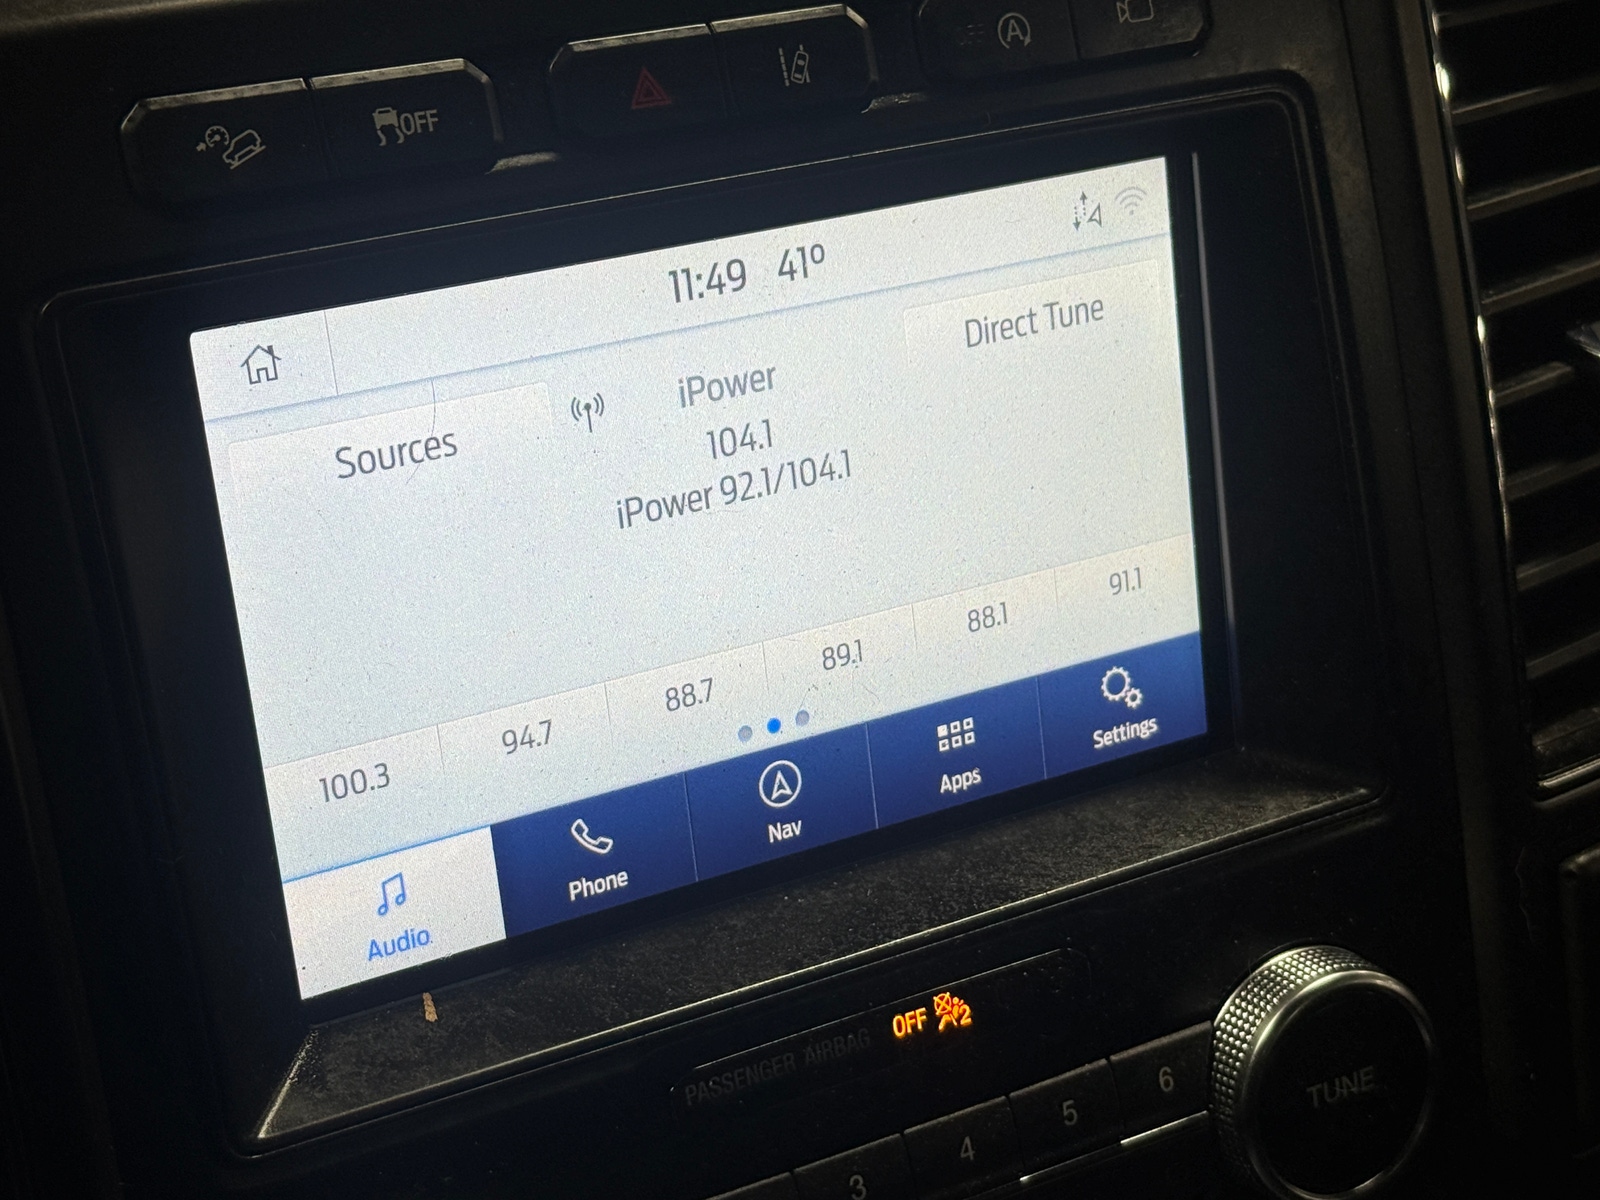 OFF
11:49 41°
Sources
iPower
104.1
iPower 92.1/104.1
Direct Tune
100.3
94.7
88.7
89.1
88.1
91.1
Audio
Phone
Nav
Apps
Settings
PASSENGER AIRBAG OFF 2
3
4
5
6
TUNE